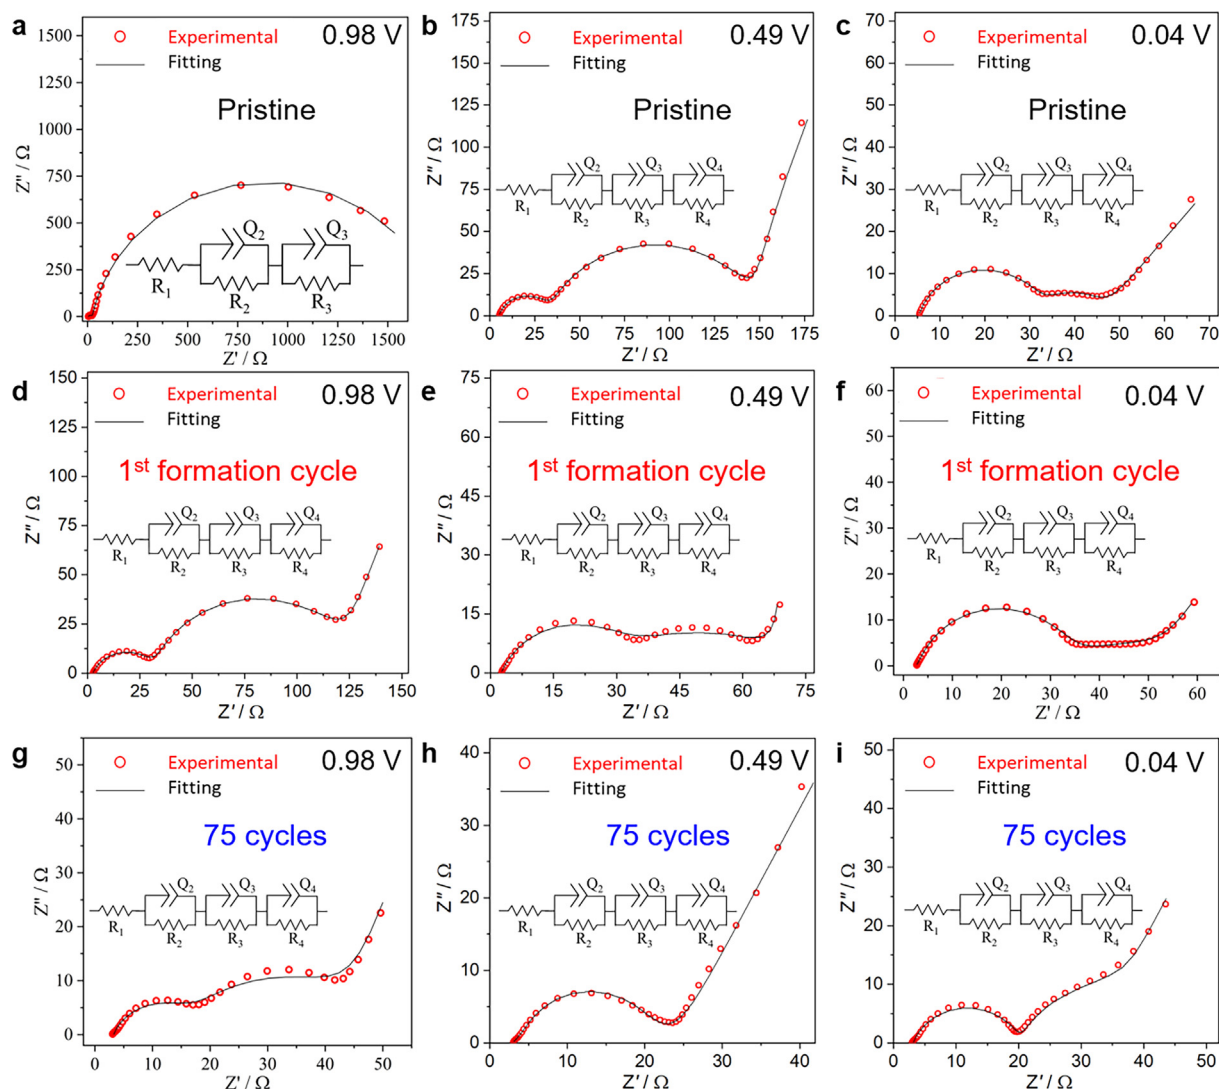 a
Experimental
0.98 V
Fitting
Pristine
Z" / Ω
1500
1250
1000
750
500
250
0
Q2
Q3
R1
R2
R3
0 250 500 750 1000 1250 1500
Z' / Ω
b
Experimental
0.49 V
Fitting
Pristine
Z" / Ω
125
100
75
50
25
0
Q2 Q3 Q4
R1 R2 R3 R4
0 25 50 75 100 125 150 175
Z' / Ω
c
Experimental
0.04 V
Fitting
Pristine
Z" / Ω
70
60
50
40
30
20
10
0
Q2 Q3 Q4
R1 R2 R3 R4
0 10 20 30 40 50 60 70
Z' / Ω
d
Experimental
0.98 V
Fitting
1st formation cycle
Z" / Ω
150
125
100
75
50
25
0
Q2 Q3 Q4
R1 R2 R3 R4
0 25 50 75 100 125 150
Z' / Ω
e
Experimental
0.49 V
Fitting
1st formation cycle
Z" / Ω
75
60
45
30
15
0
Q2 Q3 Q4
R1 R2 R3 R4
0 15 30 45 60 75
Z' / Ω
f
Experimental
0.04 V
Fitting
1st formation cycle
Z" / Ω
60
50
40
30
20
10
0
Q2 Q3 Q4
R1 R2 R3 R4
0 10 20 30 40 50 60
Z' / Ω
g
Experimental
0.98 V
Fitting
75 cycles
Z" / Ω
50
40
30
20
10
0
Q2 Q3 Q4
R1 R2 R3 R4
0 10 20 30 40 50
Z' / Ω
h
Experimental
0.49 V
Fitting
75 cycles
Z" / Ω
40
30
20
10
0
Q2 Q3 Q4
R1 R2 R3 R4
0 10 20 30 40
Z' / Ω
i
Experimental
0.04 V
Fitting
75 cycles
Z" / Ω
50
40
30
20
10
0
Q2 Q3 Q4
R1 R2 R3 R4
0 10 20 30 40 50
Z' / Ω